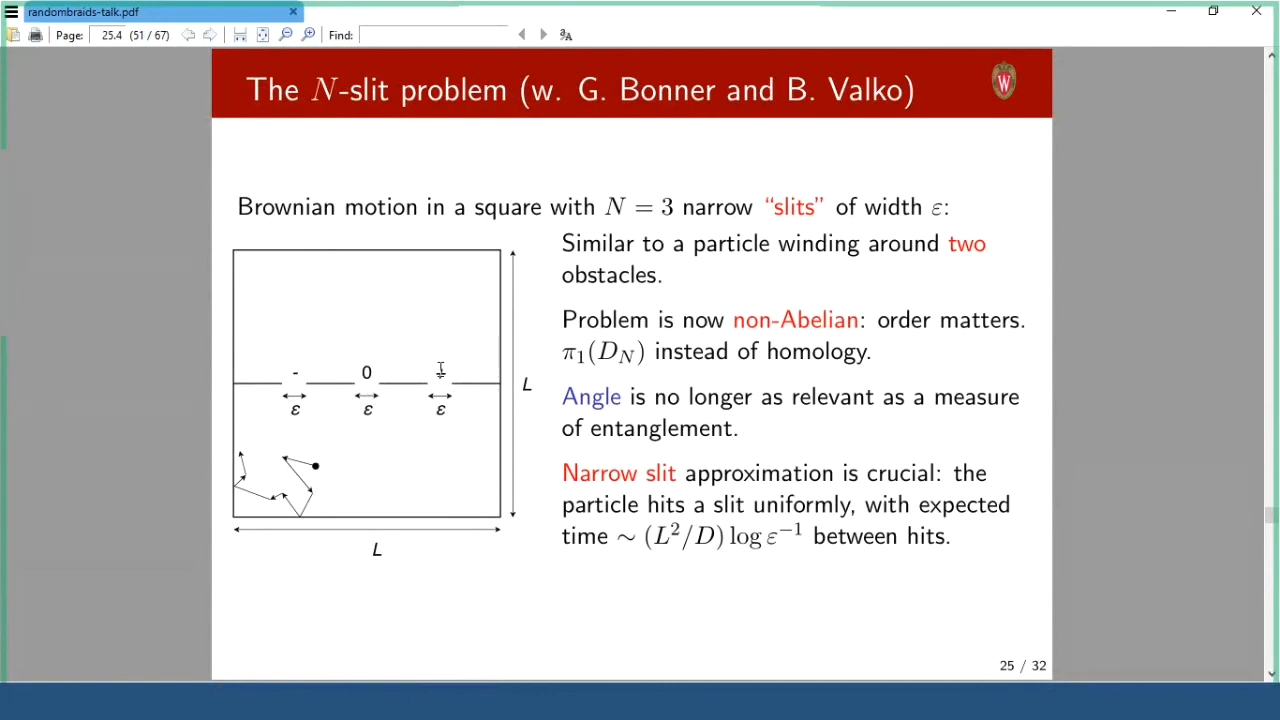 randombraids-talk.pdf
Page: 25.4 (51 / 67) Find:
The N-slit problem (w. G. Bonner and B. Valko)
W
Brownian motion in a square with N = 3 narrow “slits” of width ε:
Similar to a particle winding around two
obstacles.
Problem is now non-Abelian: order matters.
π₁(D_N) instead of homology.
Angle is no longer as relevant as a measure
of entanglement.
Narrow slit approximation is crucial: the
particle hits a slit uniformly, with expected
time ∼ (L²/D) log ε⁻¹ between hits.
- 0
L
ε ε ε
L
25 / 32